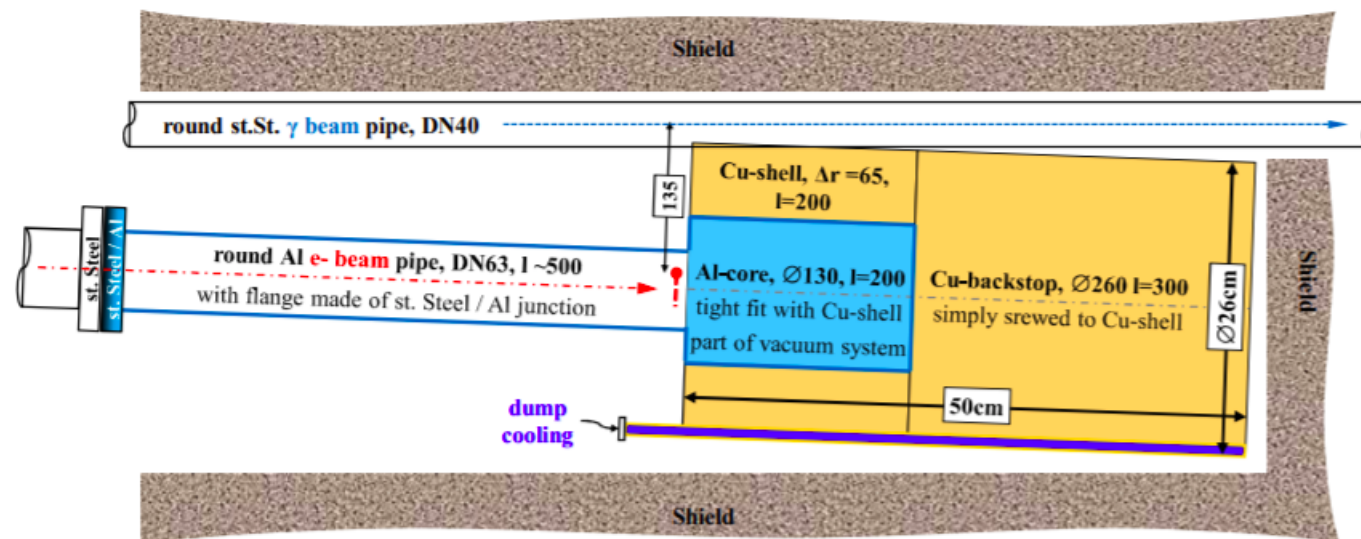 Shield
round st.St. γ beam pipe, DN40
135
Cu-shell, Δr =65,
l=200
st. Steel
st. Steel / Al
round Al e- beam pipe, DN63, l ~500
with flange made of st. Steel / Al junction
Al-core, ∅130, l=200
tight fit with Cu-shell
part of vacuum system
Cu-backstop, ∅260 l=300
simply srewed to Cu-shell
∅26cm
Shield
50cm
dump
cooling
Shield